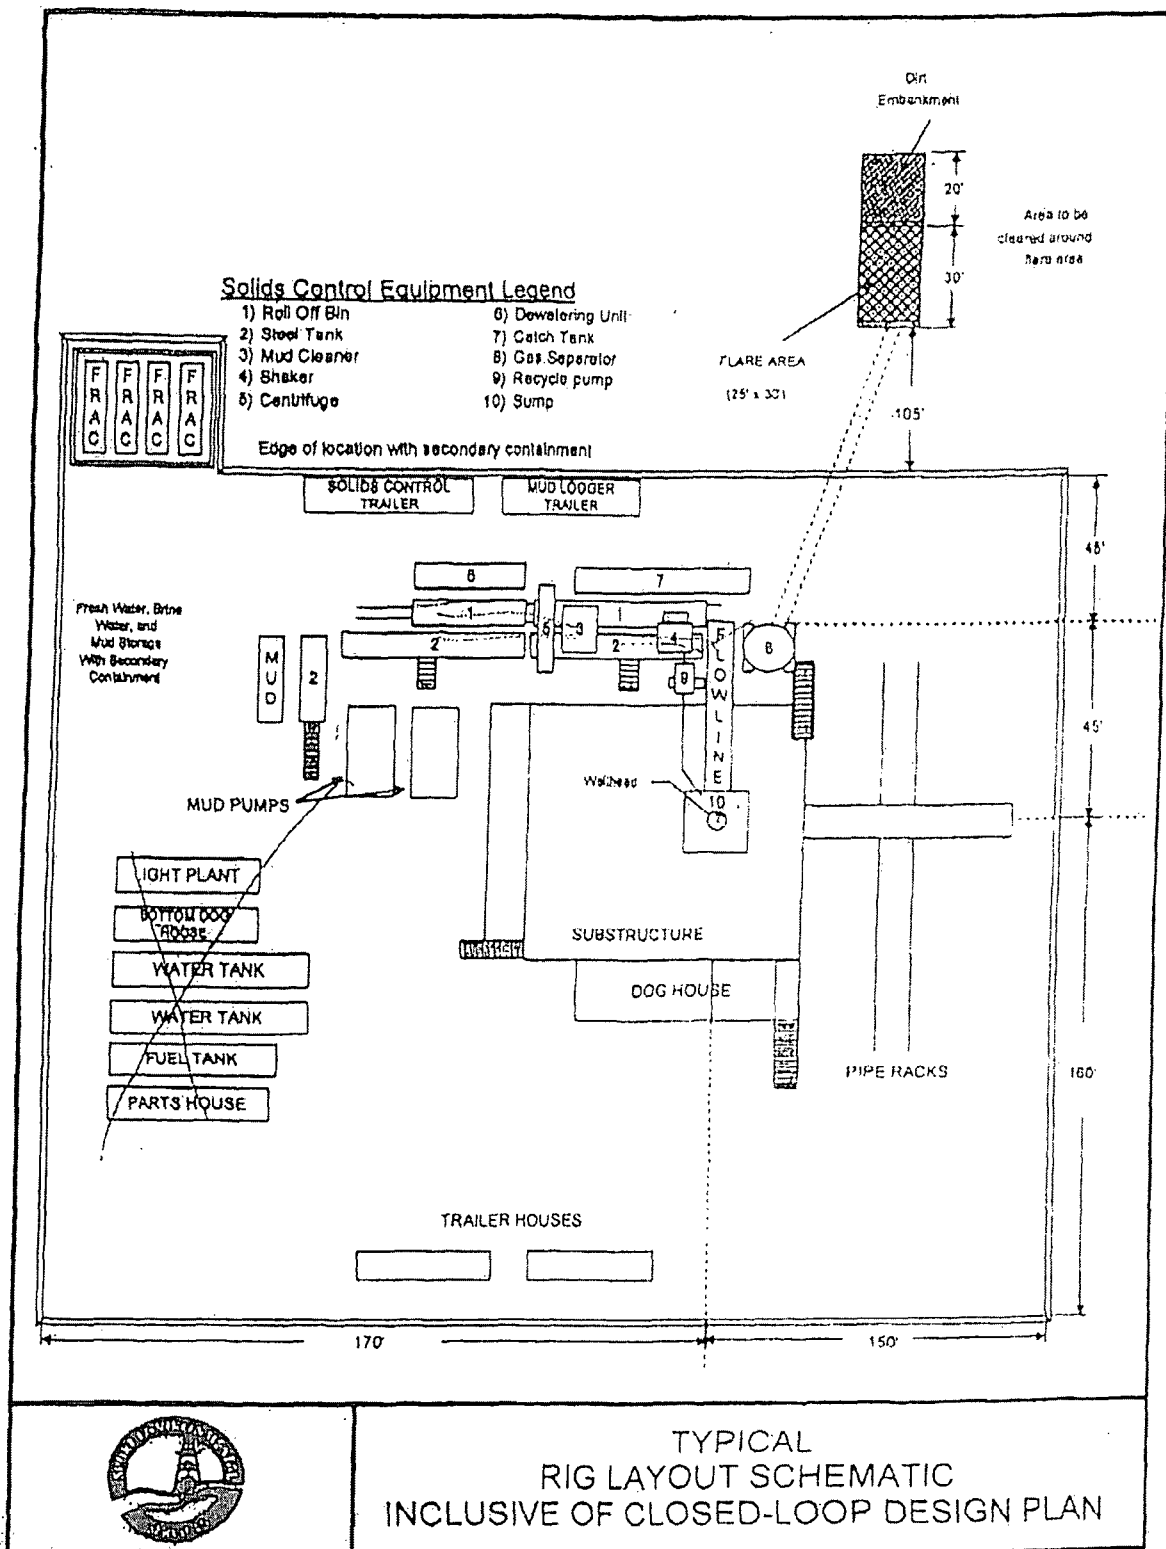 Dirt
Embankment
20'
Area to be
cleared around
flare area
30'
Solids Control Equipment Legend
1) Roll Off Bin
2) Steel Tank
3) Mud Cleaner
4) Shaker
5) Centrifuge
6) Dewatering Unit
7) Catch Tank
8) Gas Separator
9) Recycle pump
10) Sump
FLARE AREA
(25' x 30')
105'
FRAC
FRAC
FRAC
FRAC
Edge of location with secondary containment
SOLIDS CONTROL
TRAILER
MUD LOGGER
TRAILER
45'
6
7
1
5
3
1
4
8
Fresh Water, Brine
Water, and
Mud Storage
With Secondary
Containment
MUD
2
2
2
9
FLOWLINE
45'
Wellhead
10
MUD PUMPS
IGHT PLANT
BOTTOM DOG
HOUSE
WATER TANK
WATER TANK
FUEL TANK
PARTS HOUSE
SUBSTRUCTURE
DOG HOUSE
PIPE RACKS
160'
TRAILER HOUSES
170'
150'
TYPICAL
RIG LAYOUT SCHEMATIC
INCLUSIVE OF CLOSED-LOOP DESIGN PLAN